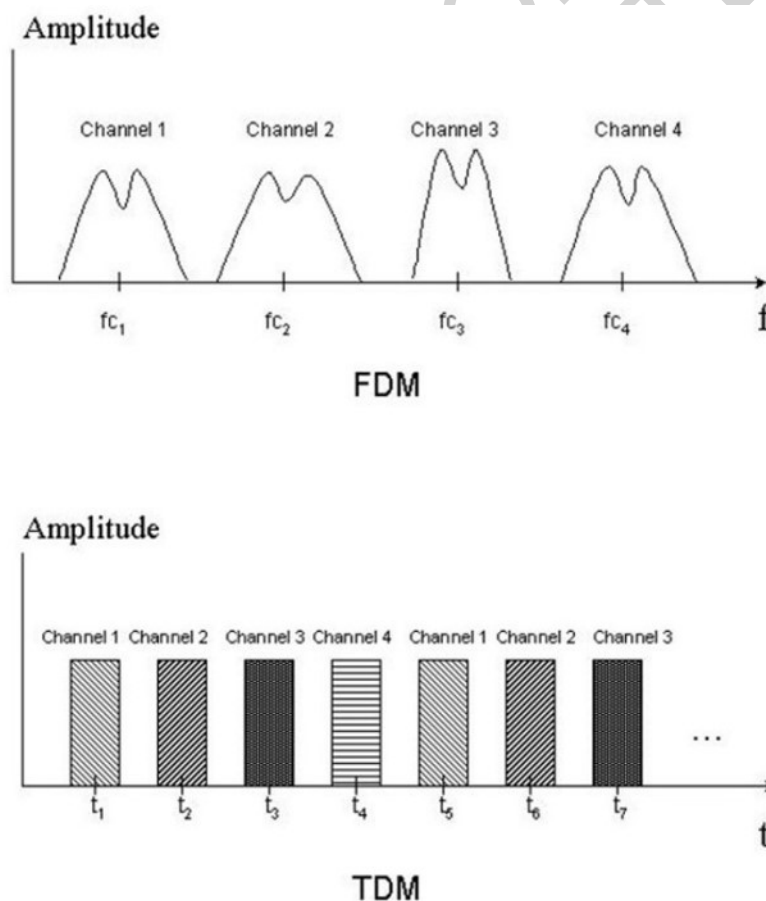 Amplitude
Channel 1 Channel 2 Channel 3 Channel 4
fc1 fc2 fc3 fc4 f
FDM
Amplitude
Channel 1 Channel 2 Channel 3 Channel 4 Channel 1 Channel 2 Channel 3
...
t1 t2 t3 t4 t5 t6 t7
t
TDM